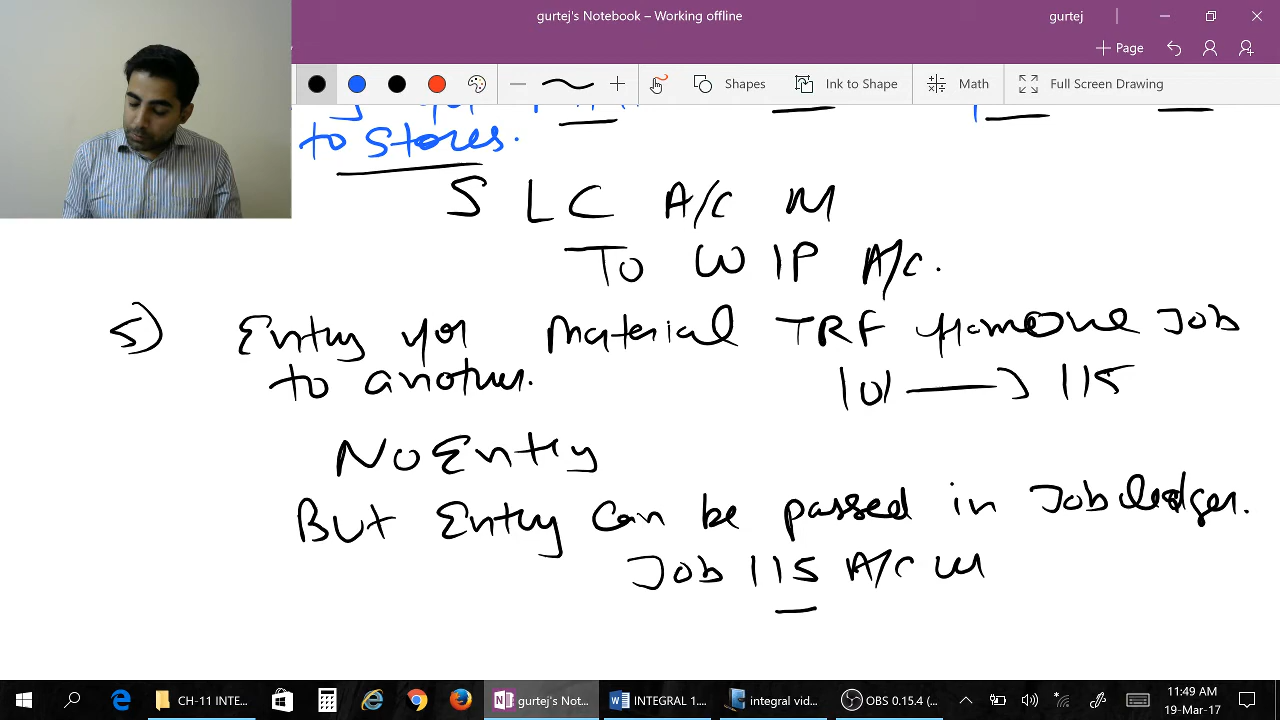 gurtej's Notebook – Working offline
gurtej
Page
Shapes
Ink to Shape
Math
Full Screen Drawing
to stores.
S L C A/C
To WIP A/C.
5) Entry for Material TRF from one Job
to another.
101 → 115
No Entry
But Entry can be passed in Job ledger.
Job 115 A/C
CH-11 INTE...
gurtej's Not...
INTEGRAL 1...
integral vid...
OBS 0.15.4 (...
11:49 AM
19-Mar-17